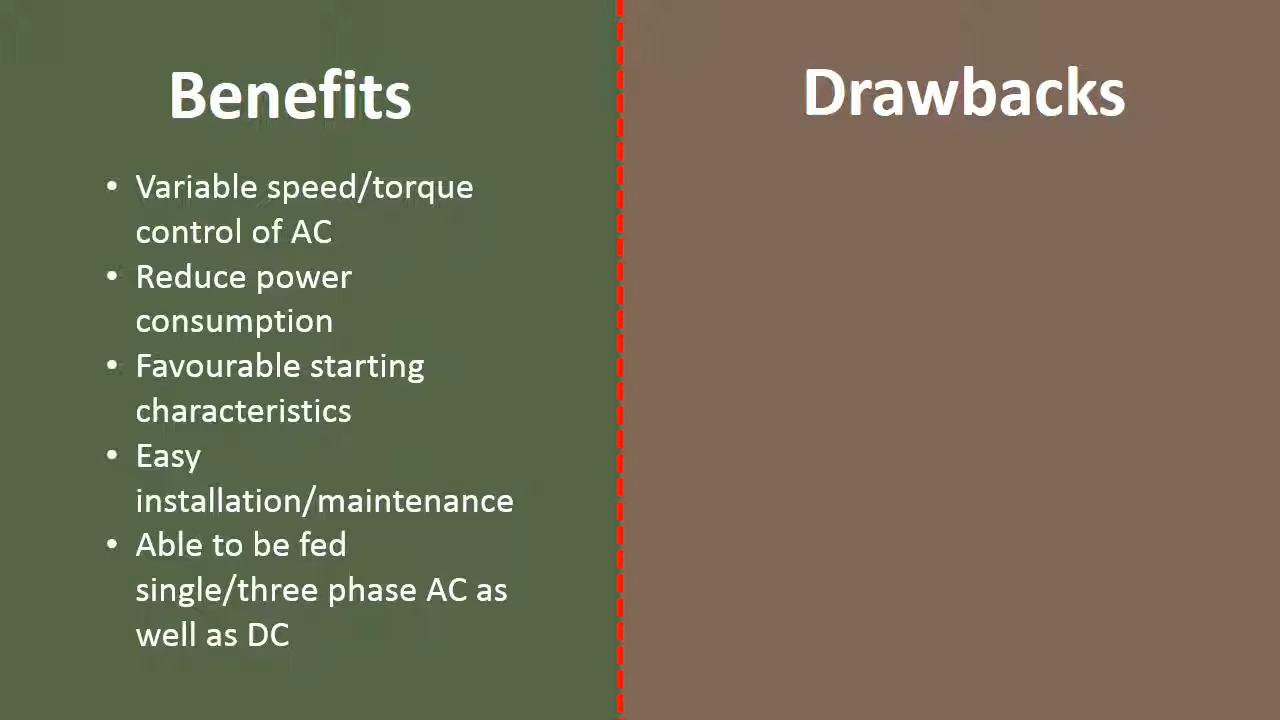 Benefits
• Variable speed/torque
control of AC
• Reduce power
consumption
• Favourable starting
characteristics
• Easy
installation/maintenance
• Able to be fed
single/three phase AC as
well as DC
Drawbacks